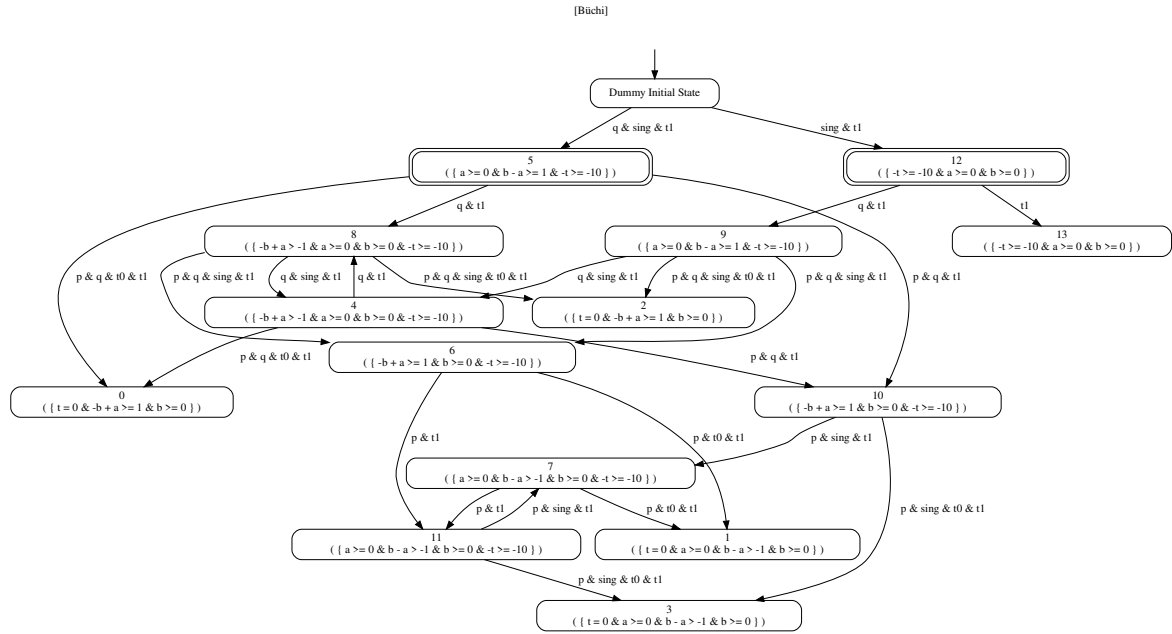 [Büchi]
Dummy Initial State
q & sing & t1
sing & t1
5
( { a >= 0 & b - a >= 1 & -t >= -10 } )
12
( { -t >= -10 & a >= 0 & b >= 0 } )
q & t1
q & t1
t1
8
( { -b + a > -1 & a >= 0 & b >= 0 & -t >= -10 } )
9
( { a >= 0 & b - a >= 1 & -t >= -10 } )
13
( { -t >= -10 & a >= 0 & b >= 0 } )
p & q & t0 & t1
p & q & sing & t1
q & sing & t1
q & t1
p & q & sing & t0 & t1
q & sing & t1
p & q & sing & t0 & t1
p & q & sing & t1
p & q & t1
4
( { -b + a > -1 & a >= 0 & b >= 0 & -t >= -10 } )
2
( { t = 0 & -b + a >= 1 & b >= 0 } )
p & q & t0 & t1
6
( { -b + a >= 1 & b >= 0 & -t >= -10 } )
p & q & t1
0
( { t = 0 & -b + a >= 1 & b >= 0 } )
10
( { -b + a >= 1 & b >= 0 & -t >= -10 } )
p & t1
p & t0 & t1
p & sing & t1
7
( { a >= 0 & b - a > -1 & b >= 0 & -t >= -10 } )
p & t1
p & sing & t1
p & t0 & t1
p & sing & t0 & t1
11
( { a >= 0 & b - a > -1 & b >= 0 & -t >= -10 } )
1
( { t = 0 & a >= 0 & b - a > -1 & b >= 0 } )
p & sing & t0 & t1
3
( { t = 0 & a >= 0 & b - a > -1 & b >= 0 } )